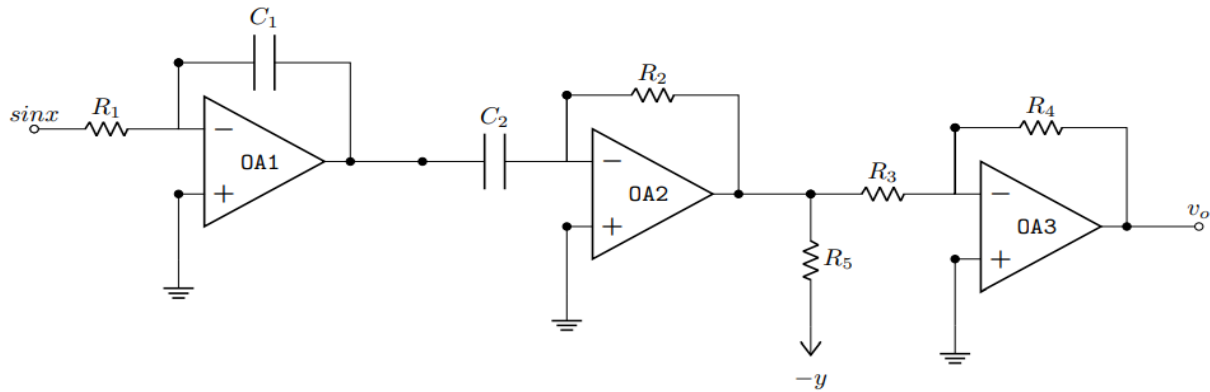 C₁
sinx
R₁
−
OA1
+
C₂
R₂
−
OA2
+
R₅
−y
R₃
R₄
−
OA3
+
vₒ